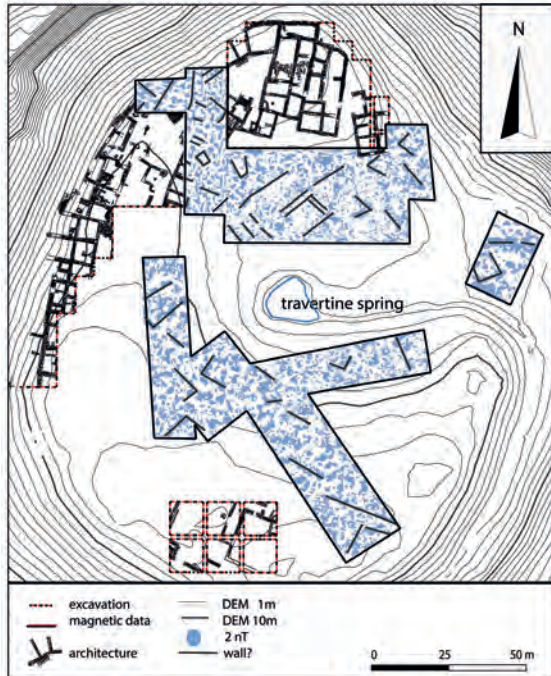 N
travertine spring
excavation
magnetic data
architecture
DEM 1m
DEM 10m
2 nT
wall?
0 25 50 m